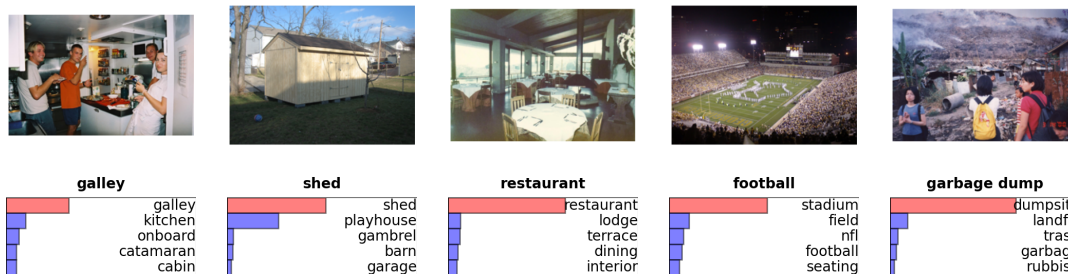 galley
shed
restaurant
football
garbage dump
galley
kitchen
onboard
catamaran
cabin
shed
playhouse
gambrel
barn
garage
restaurant
lodge
terrace
dining
interior
stadium
field
nfl
football
seating
dumpsit
landf
tras
garbag
rubbis